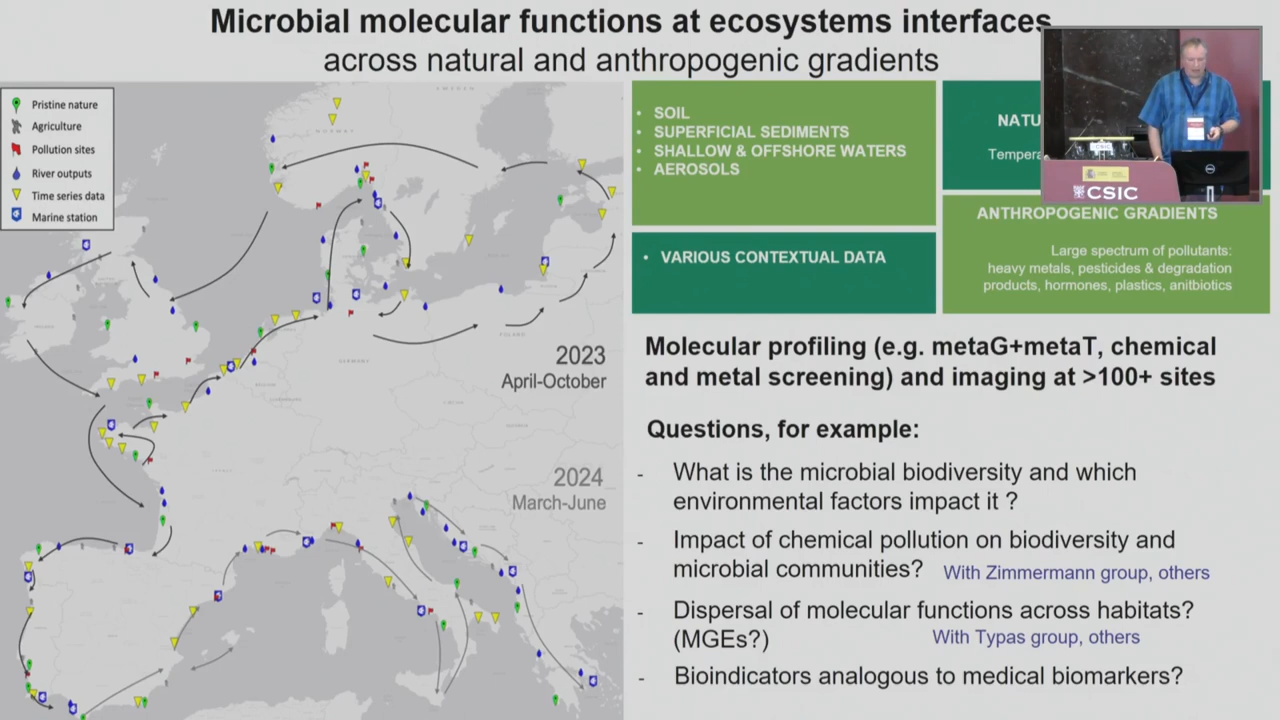 Microbial molecular functions at ecosystems interfaces
across natural and anthropogenic gradients
Pristine nature
Agriculture
Pollution sites
River outputs
Time series data
Marine station
SWEDEN
NORWAY
GERMANY
POLAND
2023
April-October
2024
March-June
• SOIL
• SUPERFICIAL SEDIMENTS
• SHALLOW & OFFSHORE WATERS
• AEROSOLS
• VARIOUS CONTEXTUAL DATA
NATU
Tempera
CSIC
CSIC
ANTHROPOGENIC GRADIENTS
Large spectrum of pollutants:
heavy metals, pesticides & degradation
products, hormones, plastics, anitbiotics
Molecular profiling (e.g. metaG+metaT, chemical
and metal screening) and imaging at >100+ sites
Questions, for example:
- What is the microbial biodiversity and which
environmental factors impact it ?
- Impact of chemical pollution on biodiversity and
microbial communities? With Zimmermann group, others
- Dispersal of molecular functions across habitats?
(MGEs?) With Typas group, others
- Bioindicators analogous to medical biomarkers?